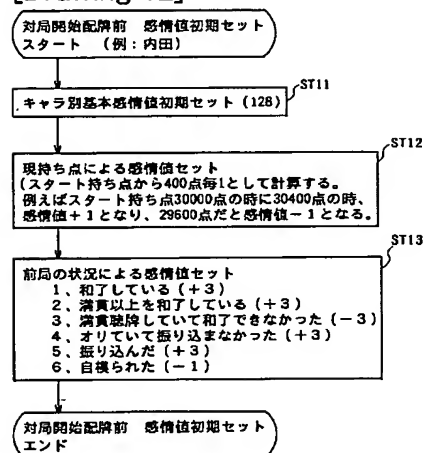 [Drawing 12]
対局開始配牌前 感情値初期セット
スタート (例：内田)
ST11
キャラ別基本感情値初期セット(128)
ST12
現持ち点による感情値セット
(スタート持ち点から400点毎1として計算する。
例えばスタート持ち点30000点の時に30400点の時、
感情値+1となり、29600点だと感情値-1となる。
ST13
前局の状況による感情値セット
1、和了している(+3)
2、満貫以上を和了している(+3)
3、満貫聴牌していて和了できなかった(-3)
4、オリていて振り込まなかった(+3)
5、振り込んだ(+3)
6、自模られた(-1)
対局開始配牌前 感情値初期セット
エンド